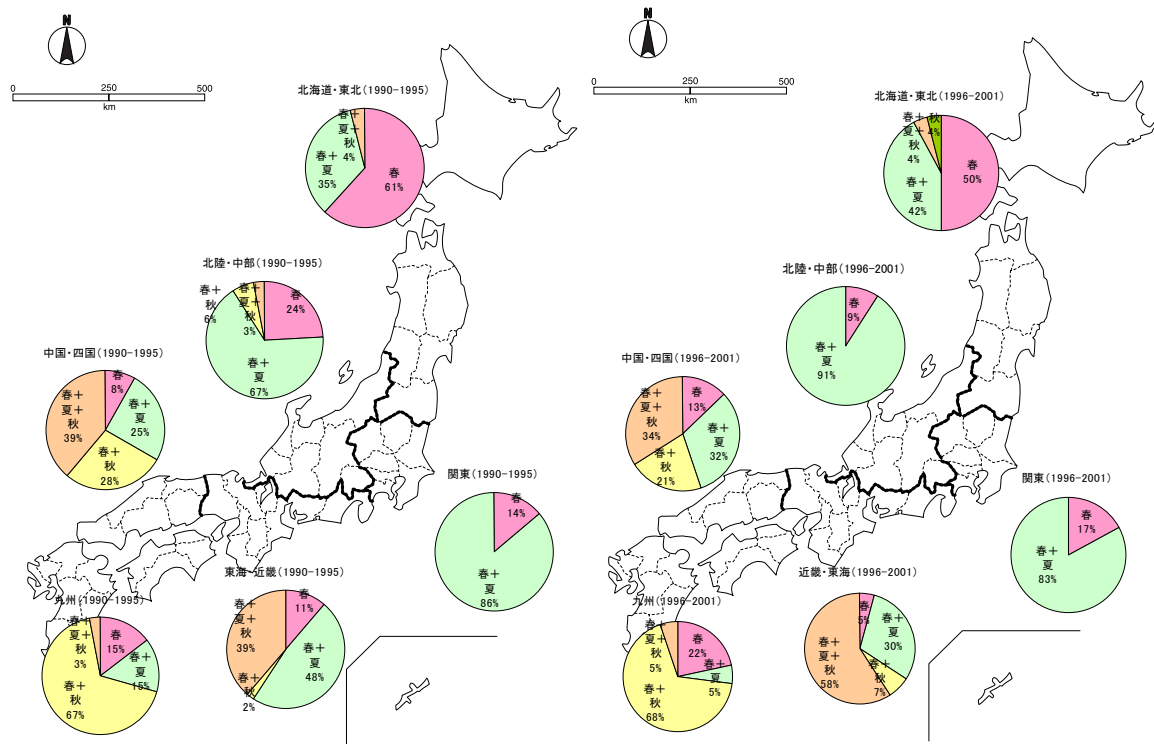 N
0 250 500
km
北海道・東北(1990-1995)
春
61%
春+
夏
35%
春+
夏+
秋
4%
北陸・中部(1990-1995)
春
24%
春+
夏
67%
春+
秋
6%
春+
夏+
秋
3%
中国・四国(1990-1995)
春
8%
春+
夏
25%
春+
秋
28%
春+
夏+
秋
39%
関東(1990-1995)
春
14%
春+
夏
86%
東海・近畿(1990-1995)
春
11%
春+
夏
48%
春+
秋
2%
春+
夏+
秋
39%
九州(1990-1995)
春
15%
春+
夏
15%
春+
秋
67%
春+
夏+
秋
3%
N
0 250 500
km
北海道・東北(1996-2001)
春
50%
春+
夏
42%
春+
夏+
秋
4%
秋
4%
北陸・中部(1996-2001)
春
9%
春+
夏
91%
中国・四国(1996-2001)
春
13%
春+
夏
32%
春+
秋
21%
春+
夏+
秋
34%
関東(1996-2001)
春
17%
春+
夏
83%
近畿・東海(1996-2001)
春
5%
春+
夏
30%
春+
秋
7%
春+
夏+
秋
58%
九州(1996-2001)
春
22%
春+
夏
5%
春+
秋
68%
春+
夏+
秋
5%